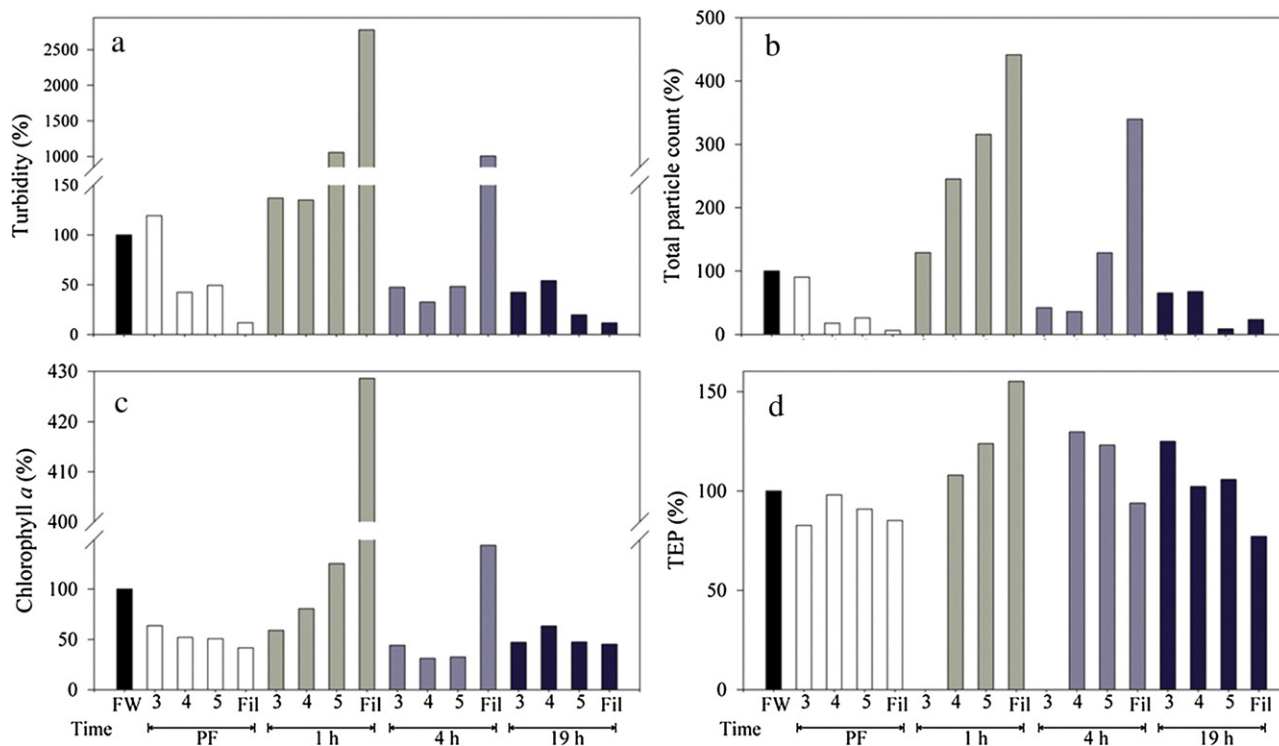 a
Turbidity (%)
2500
2000
1500
1000
150
100
50
0
b
Total particle count (%)
500
400
300
200
100
0
c
Chlorophyll a (%)
430
420
410
400
100
50
0
FW 3 4 5 Fil 3 4 5 Fil 3 4 5 Fil 3 4 5 Fil
Time
PF 1 h 4 h 19 h
d
TEP (%)
150
100
50
0
FW 3 4 5 Fil 3 4 5 Fil 3 4 5 Fil 3 4 5 Fil
Time
PF 1 h 4 h 19 h